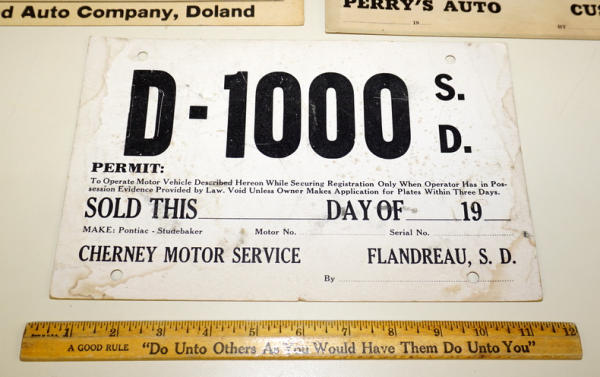 d Auto Company, Doland
PERRY'S AUTO CU
IS BY
D-1000 S. D.
PERMIT:
To Operate Motor Vehicle Described Hereon While Securing Registration Only When Operator Has in Pos-
session Evidence Provided by Law. Void Unless Owner Makes Application for Plates Within Three Days.
SOLD THIS DAY OF 19
MAKE: Pontiac - Studebaker Motor No. Serial No.
CHERNEY MOTOR SERVICE FLANDREAU, S. D.
By
1 2 3 4 5 6 7 8 9 10 11 12
A GOOD RULE "Do Unto Others As You Would Have Them Do Unto You"